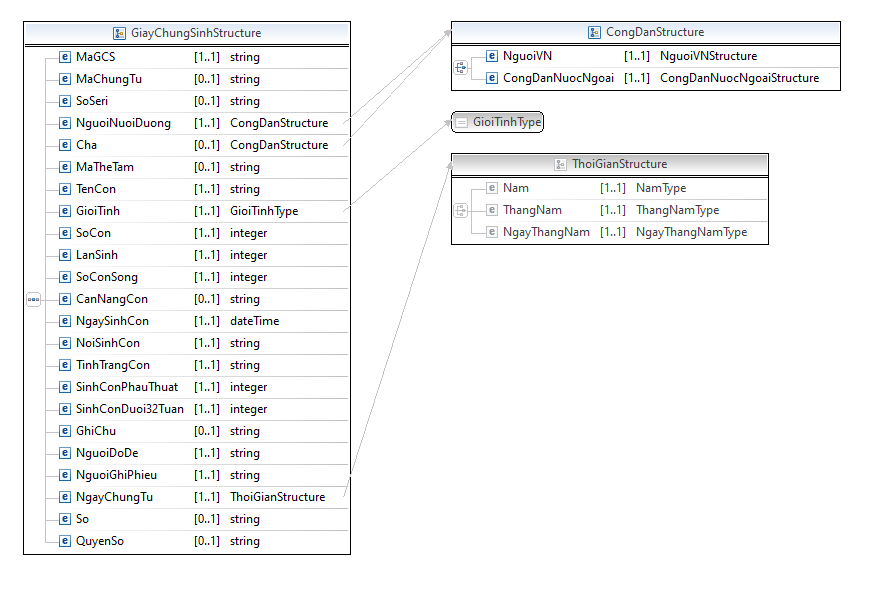 GiayChungSinhStructure
MaGCS [1..1] string
MaChungTu [0..1] string
SoSeri [0..1] string
NguoiNuoiDuong [1..1] CongDanStructure
Cha [0..1] CongDanStructure
MaTheTam [0..1] string
TenCon [1..1] string
GioiTinh [1..1] GioiTinhType
SoCon [1..1] integer
LanSinh [1..1] integer
SoConSong [1..1] integer
CanNangCon [0..1] string
NgaySinhCon [1..1] dateTime
NoiSinhCon [1..1] string
TinhTrangCon [1..1] string
SinhConPhauThuat [1..1] integer
SinhConDuoi32Tuan [1..1] integer
GhiChu [0..1] string
NguoiDoDe [1..1] string
NguoiGhiPhieu [1..1] string
NgayChungTu [1..1] ThoiGianStructure
So [0..1] string
QuyenSo [0..1] string
CongDanStructure
NguoiVN [1..1] NguoiVNStructure
CongDanNuocNgoai [1..1] CongDanNuocNgoaiStructure
GioiTinhType
ThoiGianStructure
Nam [1..1] NamType
ThangNam [1..1] ThangNamType
NgayThangNam [1..1] NgayThangNamType